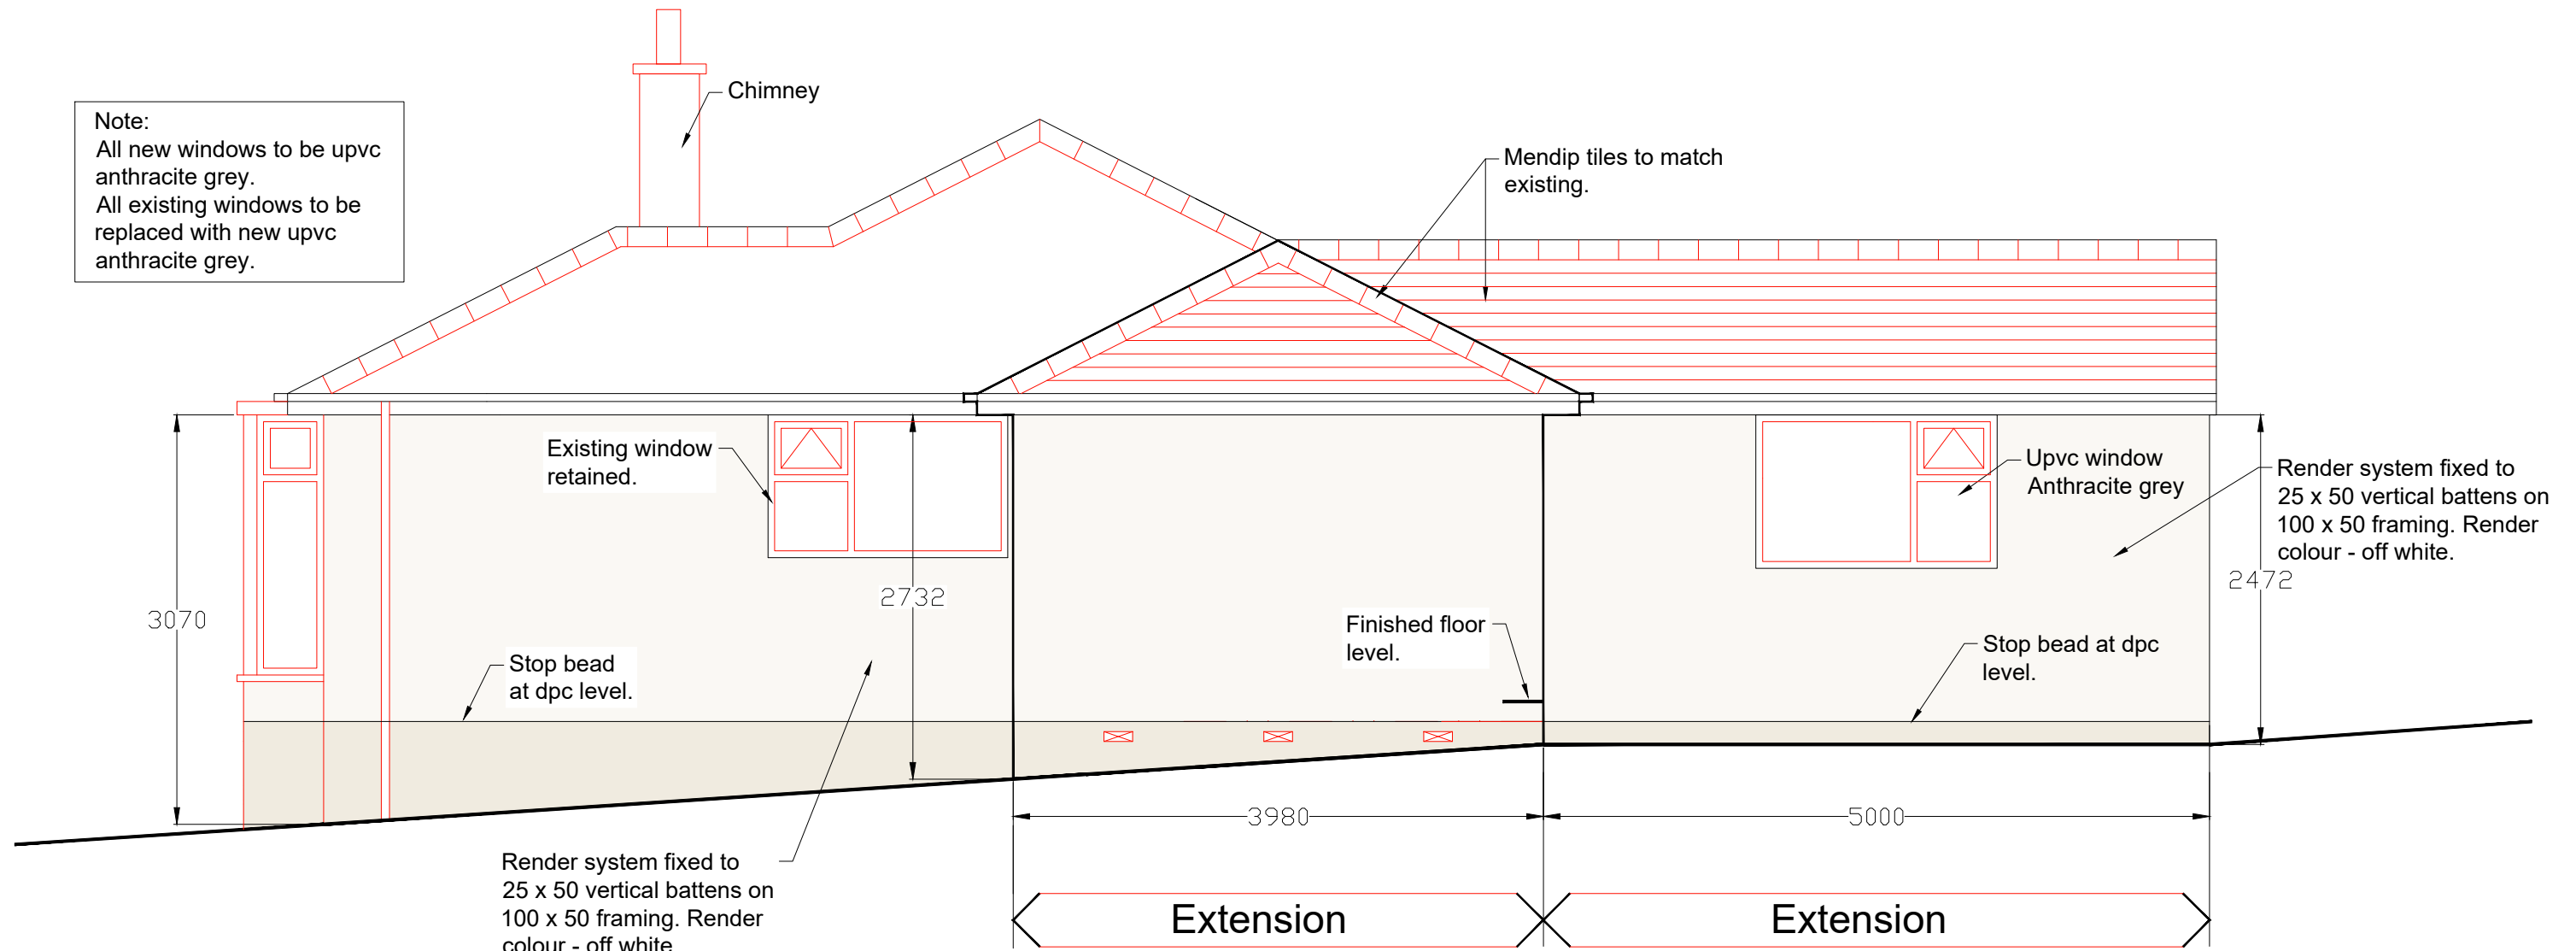 Chimney
Note:
All new windows to be upvc
anthracite grey.
All existing windows to be
replaced with new upvc
anthracite grey.
Mendip tiles to match
existing.
Existing window
retained.
Upvc window
Anthracite grey
Render system fixed to
25 x 50 vertical battens on
100 x 50 framing. Render
colour - off white.
2472
2732
3070
Finished floor
level.
Stop bead at dpc
level.
Stop bead
at dpc level.
3980
5000
Render system fixed to
25 x 50 vertical battens on
100 x 50 framing. Render
colour - off white
Extension
Extension